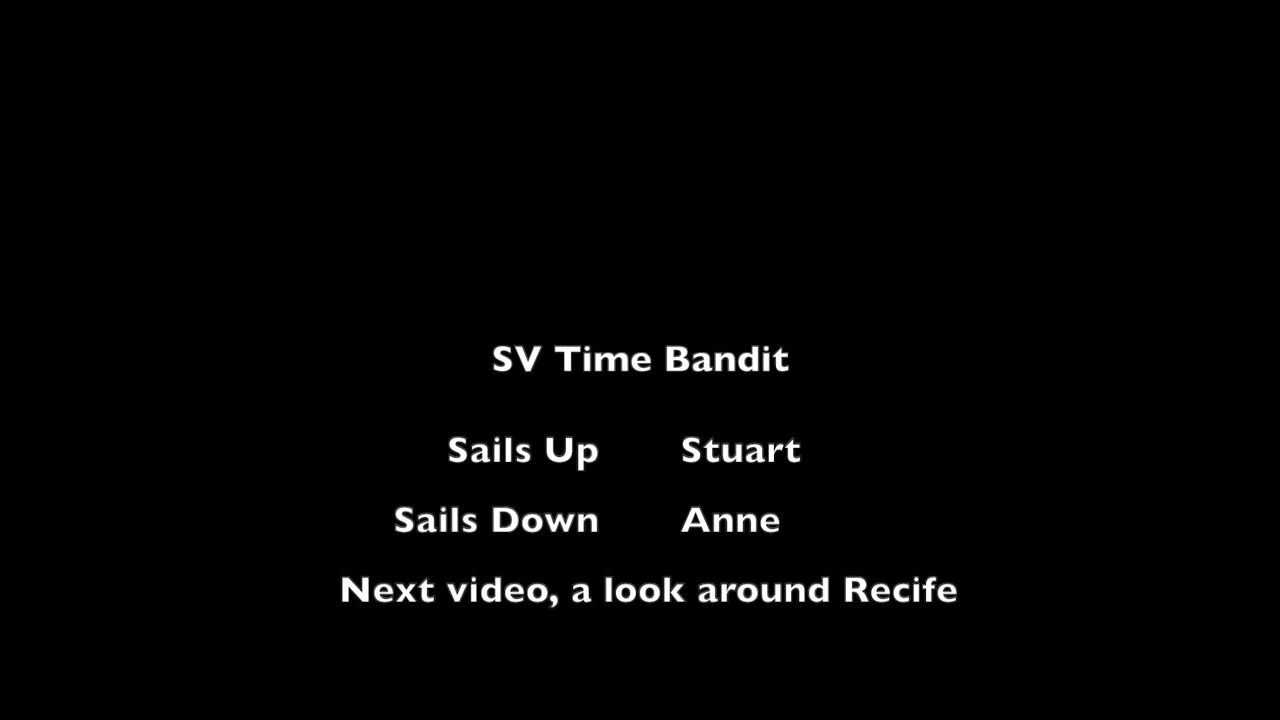 SV Time Bandit
Sails Up Stuart
Sails Down Anne
Next video, a look around Recife